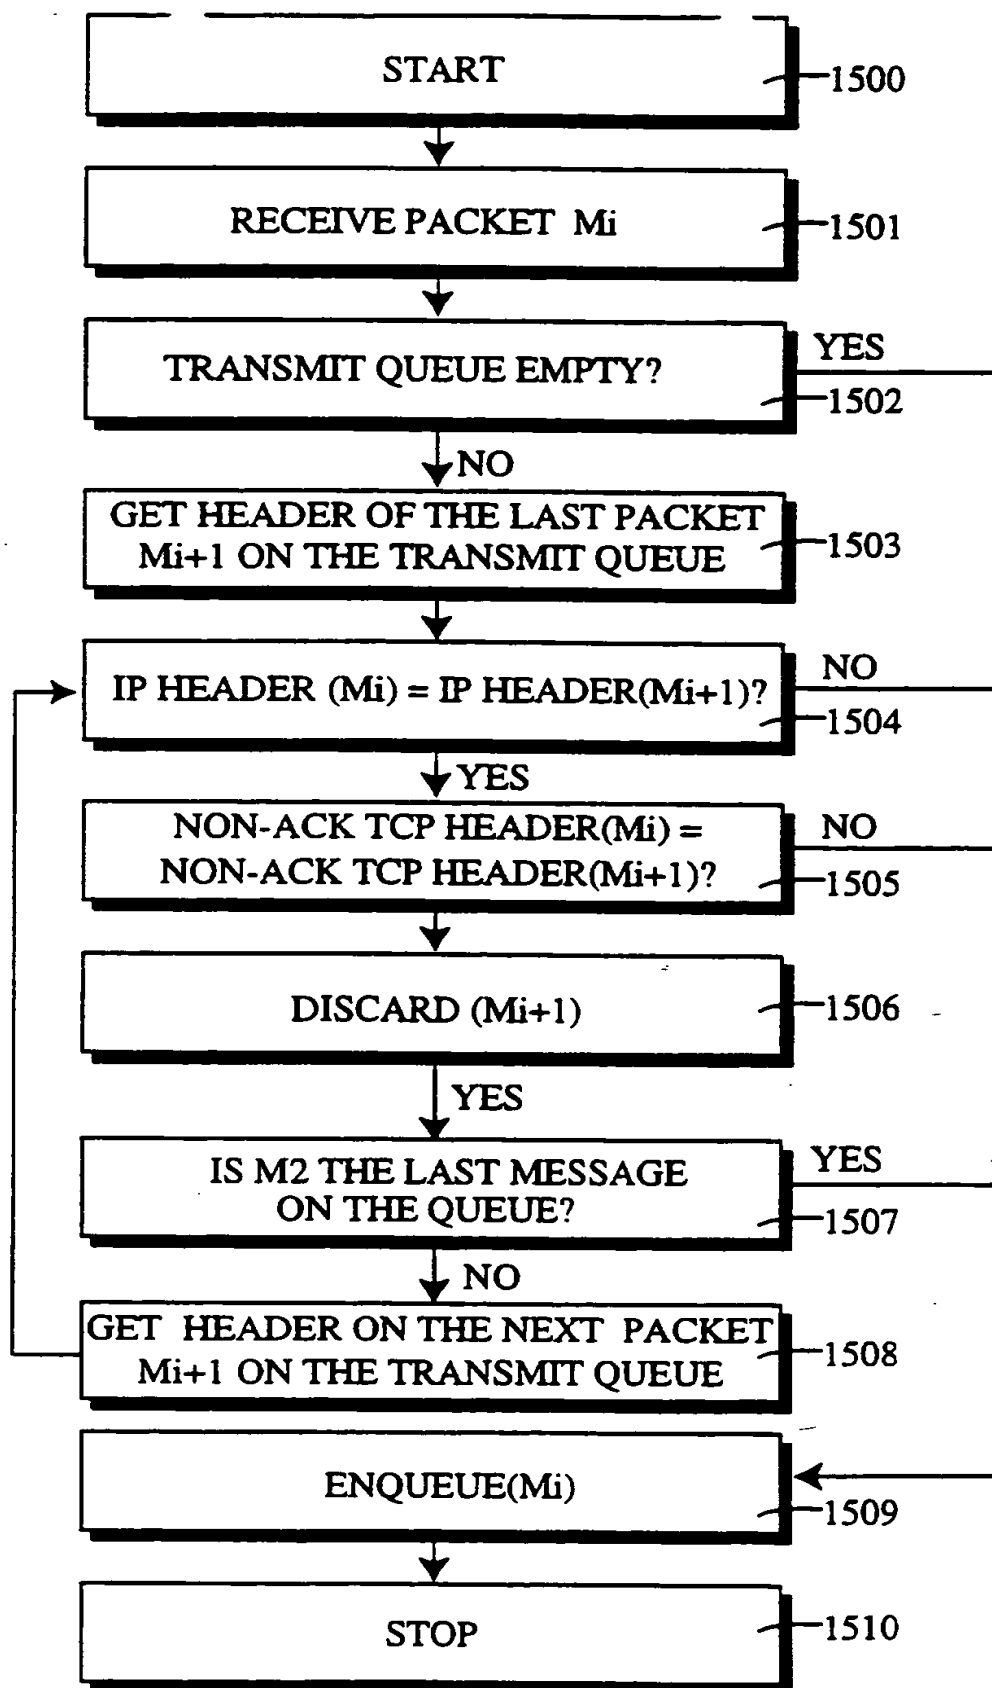 START
1500
RECEIVE PACKET Mi
1501
TRANSMIT QUEUE EMPTY?
YES
1502
NO
GET HEADER OF THE LAST PACKET
Mi+1 ON THE TRANSMIT QUEUE
1503
IP HEADER (Mi) = IP HEADER(Mi+1)?
NO
1504
YES
NON-ACK TCP HEADER(Mi) =
NON-ACK TCP HEADER(Mi+1)?
NO
1505
DISCARD (Mi+1)
1506
YES
IS M2 THE LAST MESSAGE
ON THE QUEUE?
YES
1507
NO
GET HEADER ON THE NEXT PACKET
Mi+1 ON THE TRANSMIT QUEUE
1508
ENQUEUE(Mi)
1509
STOP
1510